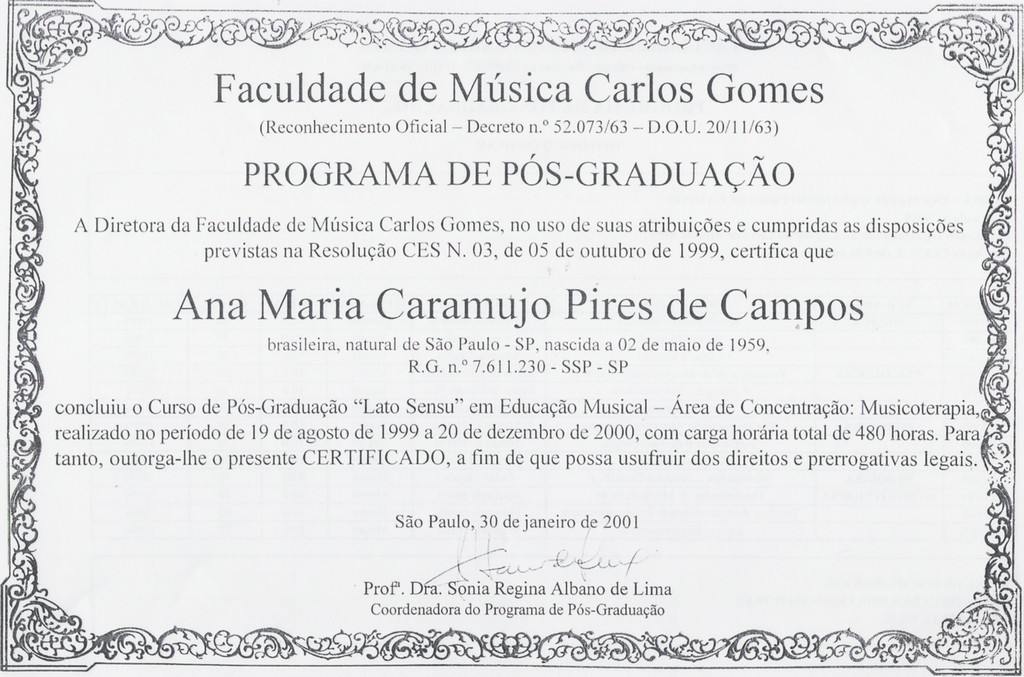 Faculdade de Música Carlos Gomes
(Reconhecimento Oficial – Decreto n.º 52.073/63 – D.O.U. 20/11/63)
PROGRAMA DE PÓS-GRADUAÇÃO
A Diretora da Faculdade de Música Carlos Gomes, no uso de suas atribuições e cumpridas as disposições
previstas na Resolução CES N. 03, de 05 de outubro de 1999, certifica que
Ana Maria Caramujo Pires de Campos
brasileira, natural de São Paulo - SP, nascida a 02 de maio de 1959,
R.G. n.º 7.611.230 - SSP - SP
concluiu o Curso de Pós-Graduação “Lato Sensu” em Educação Musical – Área de Concentração: Musicoterapia,
realizado no período de 19 de agosto de 1999 a 20 de dezembro de 2000, com carga horária total de 480 horas. Para
tanto, outorga-lhe o presente CERTIFICADO, a fim de que possa usufruir dos direitos e prerrogativas legais.
São Paulo, 30 de janeiro de 2001
Profª. Dra. Sonia Regina Albano de Lima
Coordenadora do Programa de Pós-Graduação